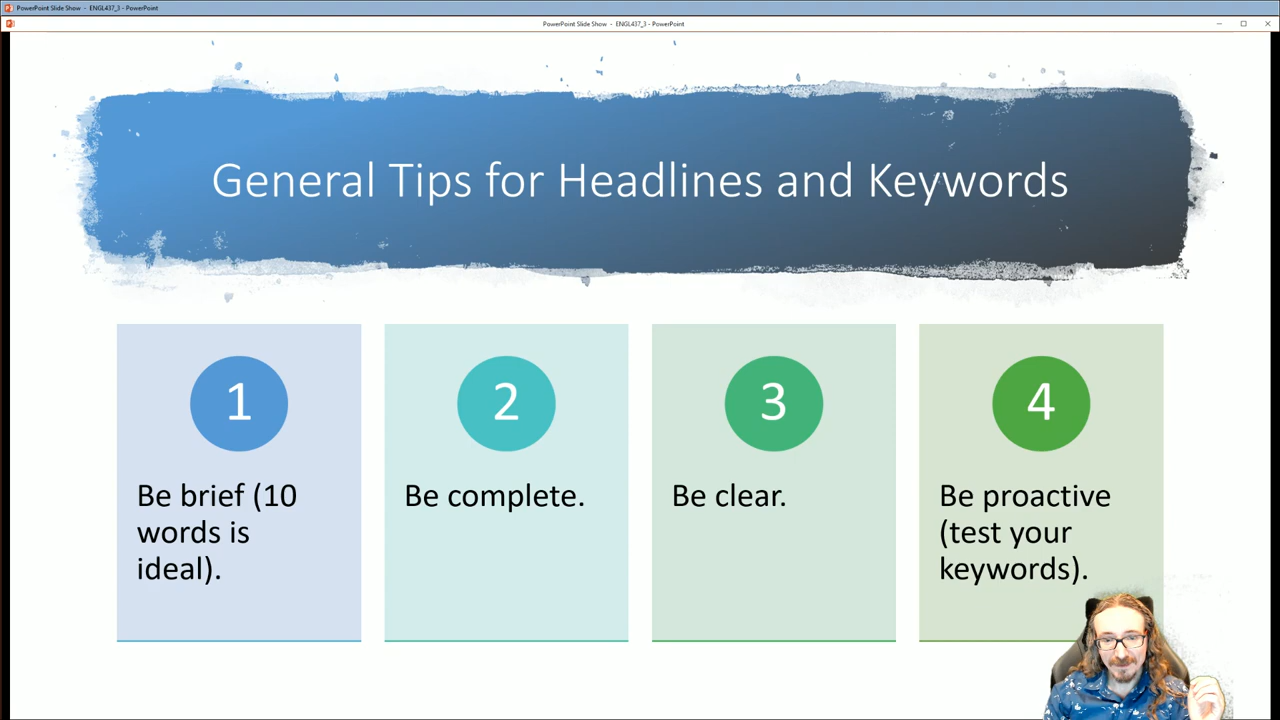 PowerPoint Slide Show - ENGL437_3 - PowerPoint
PowerPoint Slide Show - ENGL437_3 - PowerPoint
General Tips for Headlines and Keywords
1
Be brief (10
words is
ideal).
2
Be complete.
3
Be clear.
4
Be proactive
(test your
keywords).